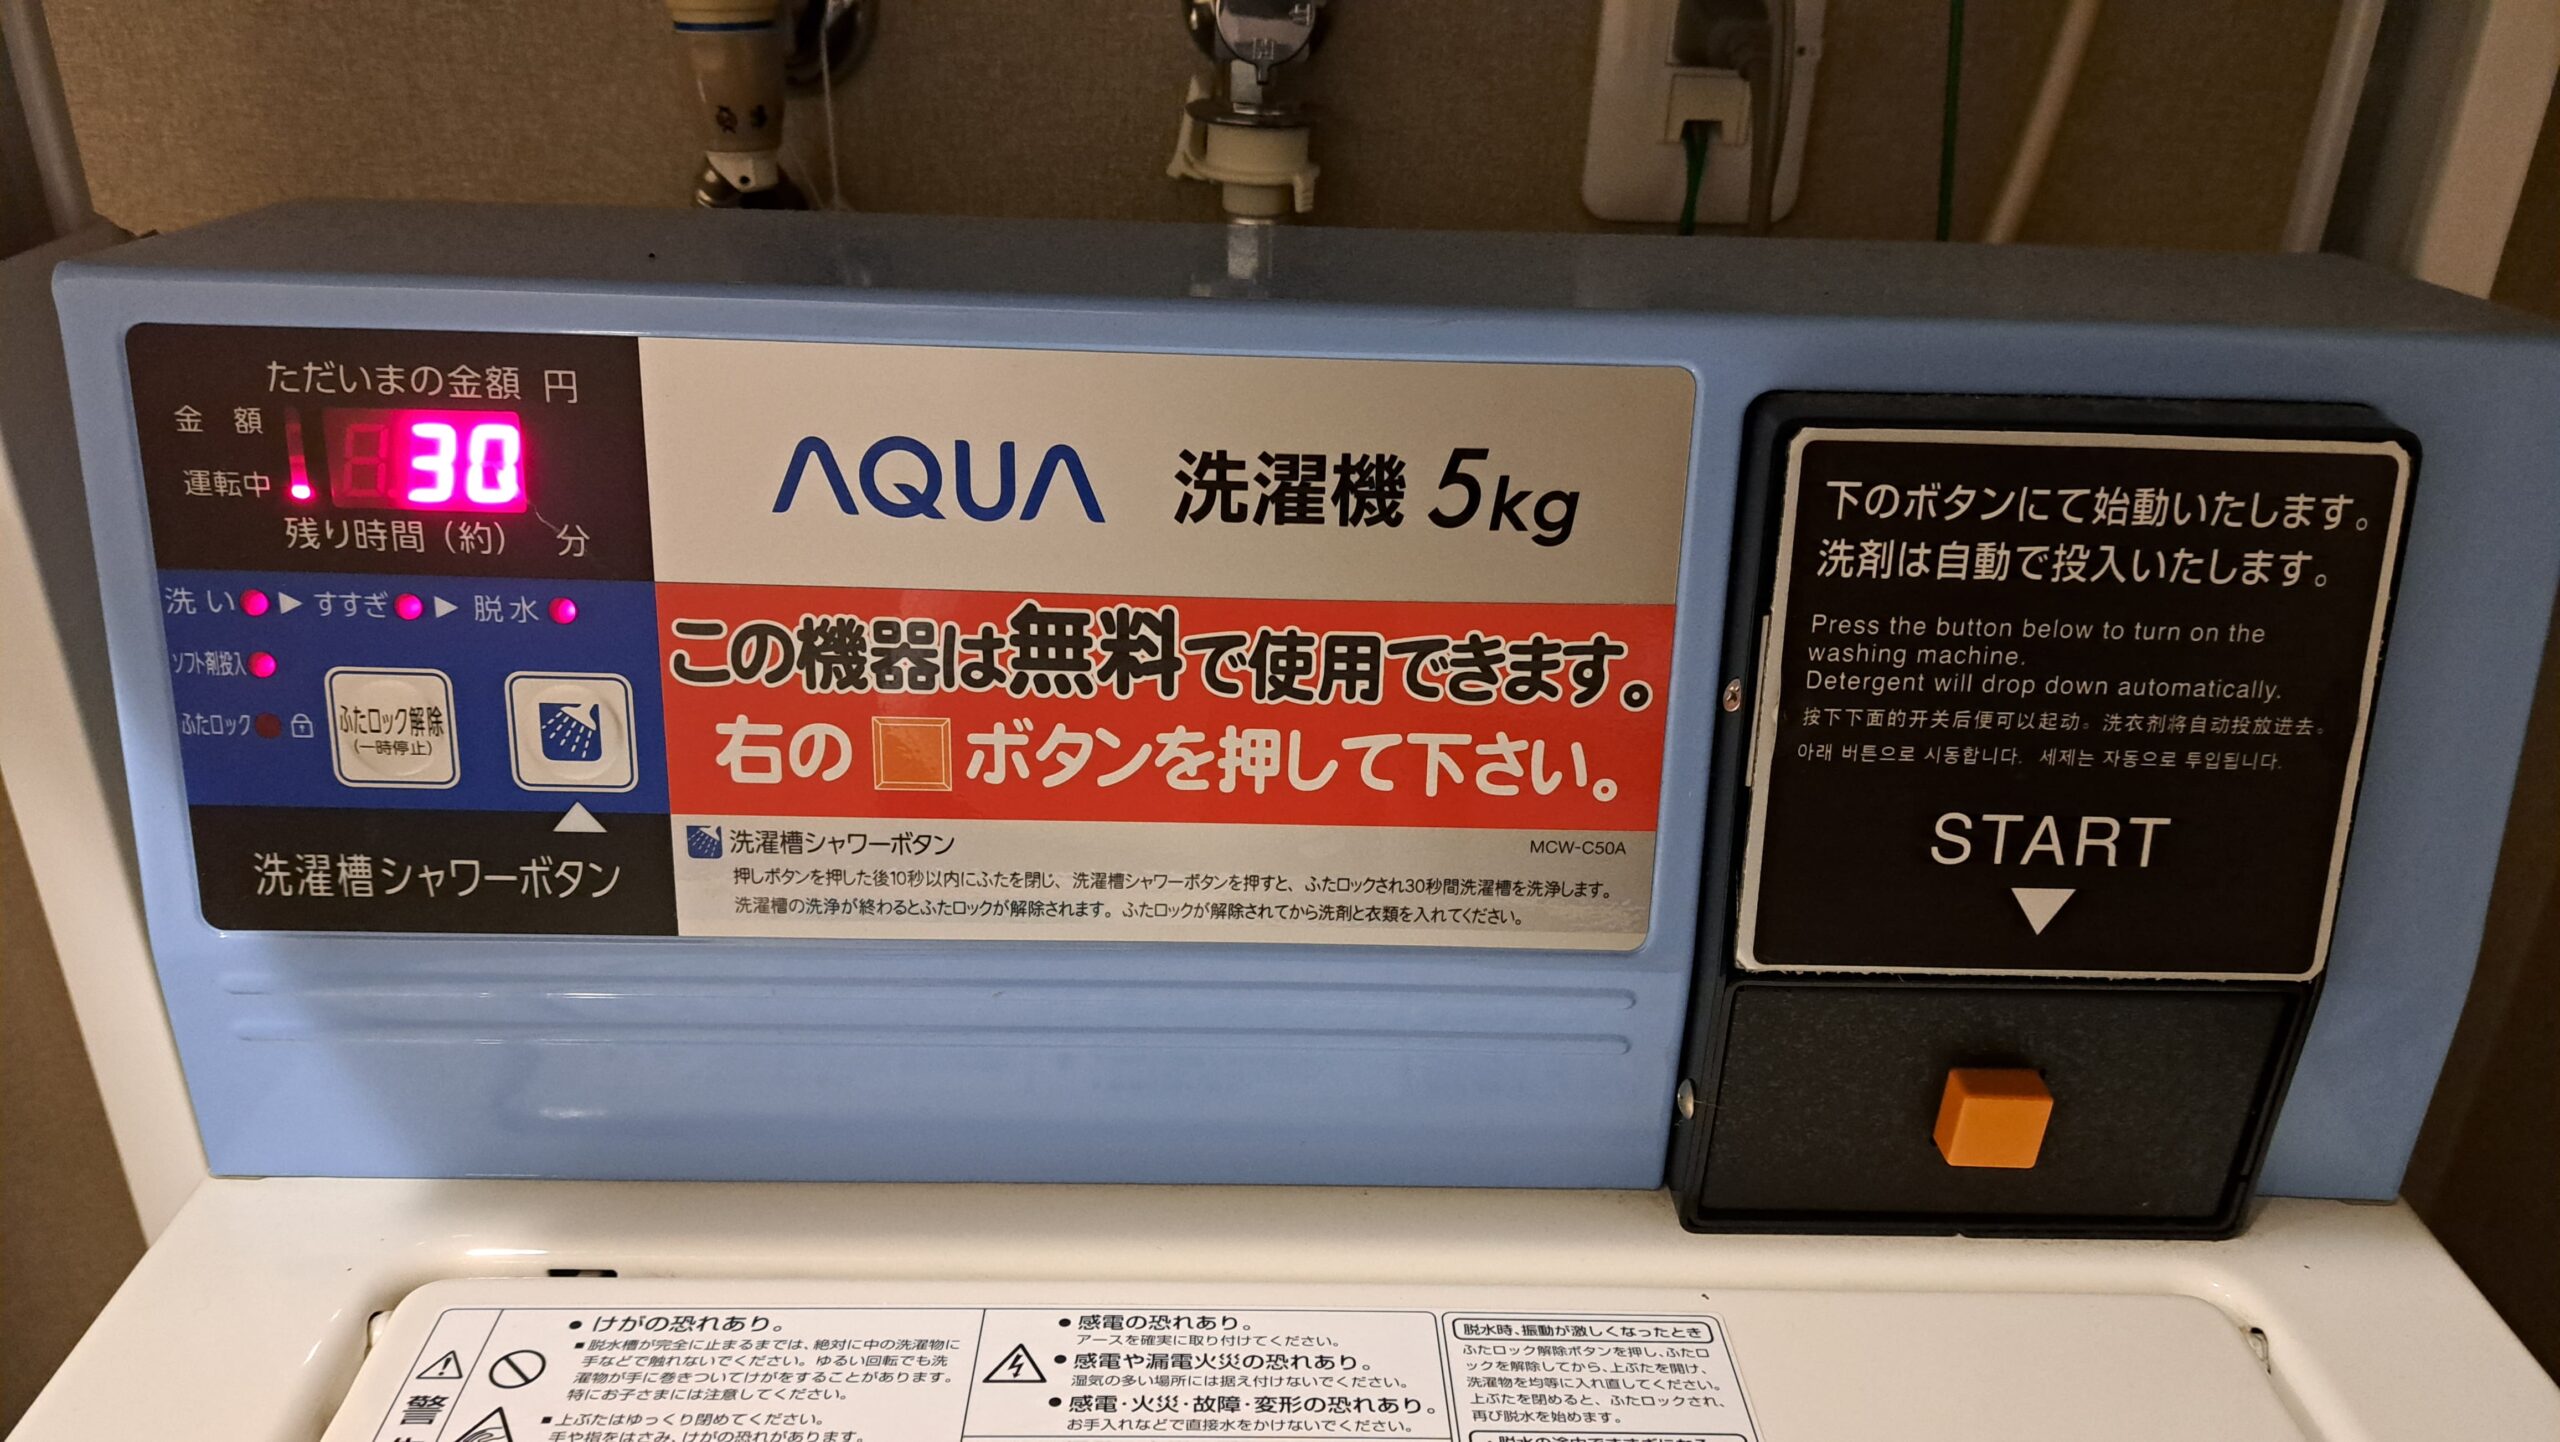 ただいまの金額 円
金額
30
運転中
残り時間(約) 分
洗い ▶ すすぎ ▶ 脱水
ソフト剤投入
ふたロック
ふたロック解除
(一時停止)
洗濯槽シャワーボタン
AQUA 洗濯機 5kg
この機器は無料で使用できます。
右の ボタンを押して下さい。
洗濯槽シャワーボタン
MCW-C50A
押しボタンを押した後10秒以内にふたを閉じ、洗濯槽シャワーボタンを押すと、ふたロックされ30秒間洗濯槽を洗浄します。
洗濯槽の洗浄が終わるとふたロックが解除されます。ふたロックが解除されてから洗剤と衣類を入れてください。
下のボタンにて始動いたします。
洗剤は自動で投入いたします。
Press the button below to turn on the
washing machine.
Detergent will drop down automatically.
按下下面的开关后便可以起动。洗衣剂将自动投放进去。
아래 버튼으로 시동합니다. 세제는 자동으로 투입됩니다.
START
警
●けがの恐れあり。
■脱水槽が完全に止まるまでは、絶対に中の洗濯物に
手などで触れないでください。ゆるい回転でも洗
濯物が手に巻きついてけがをすることがあります。
特にお子さまには注意してください。
■上ぶたはゆっくり閉めてください。
手や指をはさみ、けがの恐れがあります。
●感電の恐れあり。
アースを確実に取り付けてください。
●感電や漏電火災の恐れあり。
湿気の多い場所には据え付けないでください。
●感電・火災・故障・変形の恐れあり。
お手入れなどで直接水をかけないでください。
脱水時、振動が激しくなったとき
ふたロック解除ボタンを押し、ふたロ
ックを解除してから、上ぶたを開け、
洗濯物を均等に入れ直してください。
上ぶたを閉めると、ふたロックされ、
再び脱水を始めます。